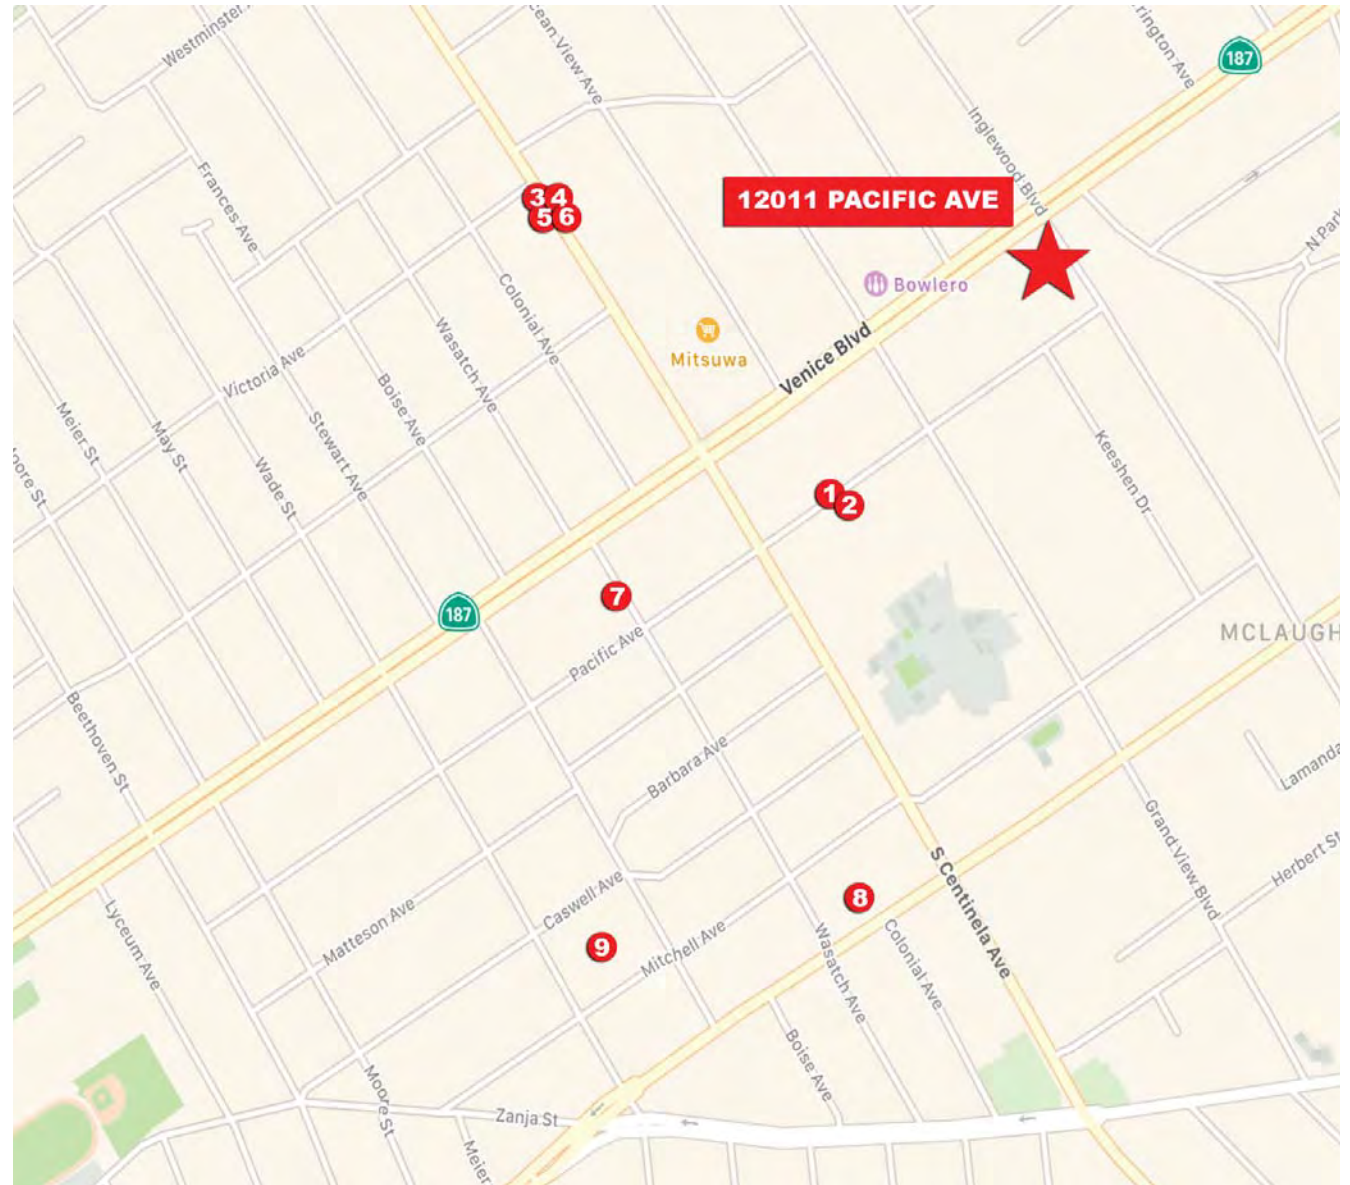 Westminster
Ocean View Ave
rrington Ave
187
Inglewood Blvd
Frances Ave
3 4
5 6
12011 PACIFIC AVE
N Park
Bowlero
Colonial Ave
Mitsuwa
Venice Blvd
Wasatch Ave
Victoria Ave
Boise Ave
Meier St
May St
Stewart Ave
Wade St
oore St
Keeshen Dr
1
2
7
187
MCLAUGH
Pacific Ave
Beethoven St
Barbara Ave
Lamanda
Grand View Blvd
Herbert St
S Centinela Ave
8
Caswell Ave
Matteson Ave
Lyceum Ave
9
Mitchell Ave
Wasatch Ave
Colonial Ave
Boise Ave
Moore St
Zanja St
Meier